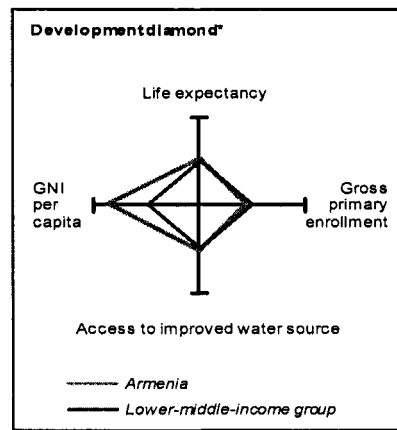 Development diamond*
Life expectancy
GNI
per
capita
Gross
primary
enrollment
Access to improved water source
Armenia
Lower-middle-income group